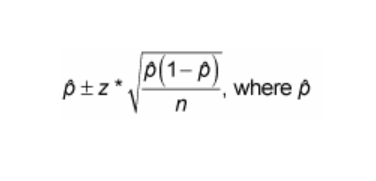 p̂ ± z * √(p̂(1 − p̂) / n), where p̂